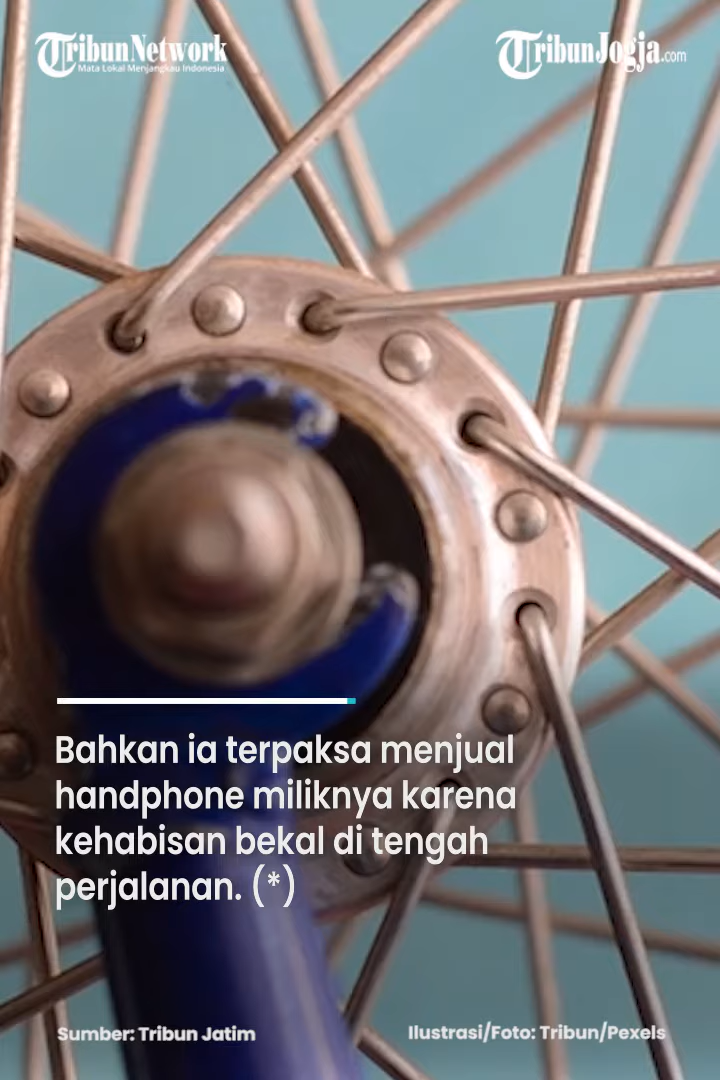 TribunNetwork
Mata Lokal Menjangkau Indonesia
TribunJogja.com
Bahkan ia terpaksa menjual
handphone miliknya karena
kehabisan bekal di tengah
perjalanan. (*)
Sumber: Tribun Jatim
Ilustrasi/Foto: Tribun/Pexels